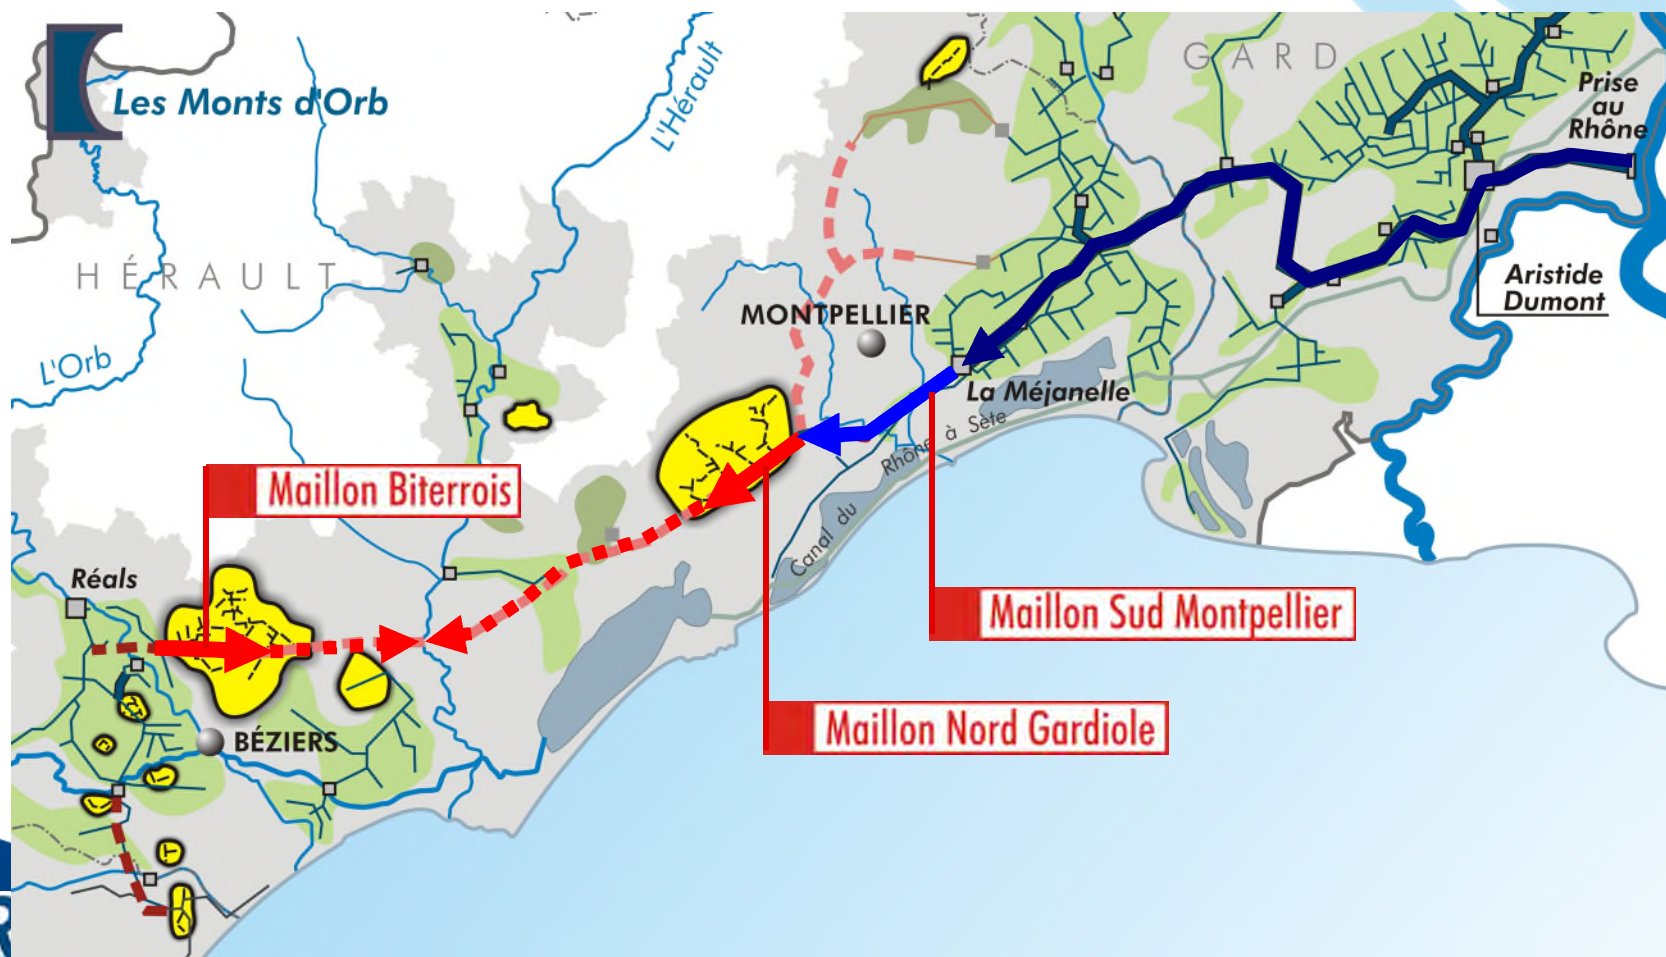 GARD
Prise
au
Rhône
Les Monts d'Orb
L'Hérault
HÉRAULT
Aristide
Dumont
MONTPELLIER
L'Orb
La Méjanelle
Canal du Rhône à Sète
Maillon Biterrois
Réals
Maillon Sud Montpellier
Maillon Nord Gardiole
BÉZIERS
R